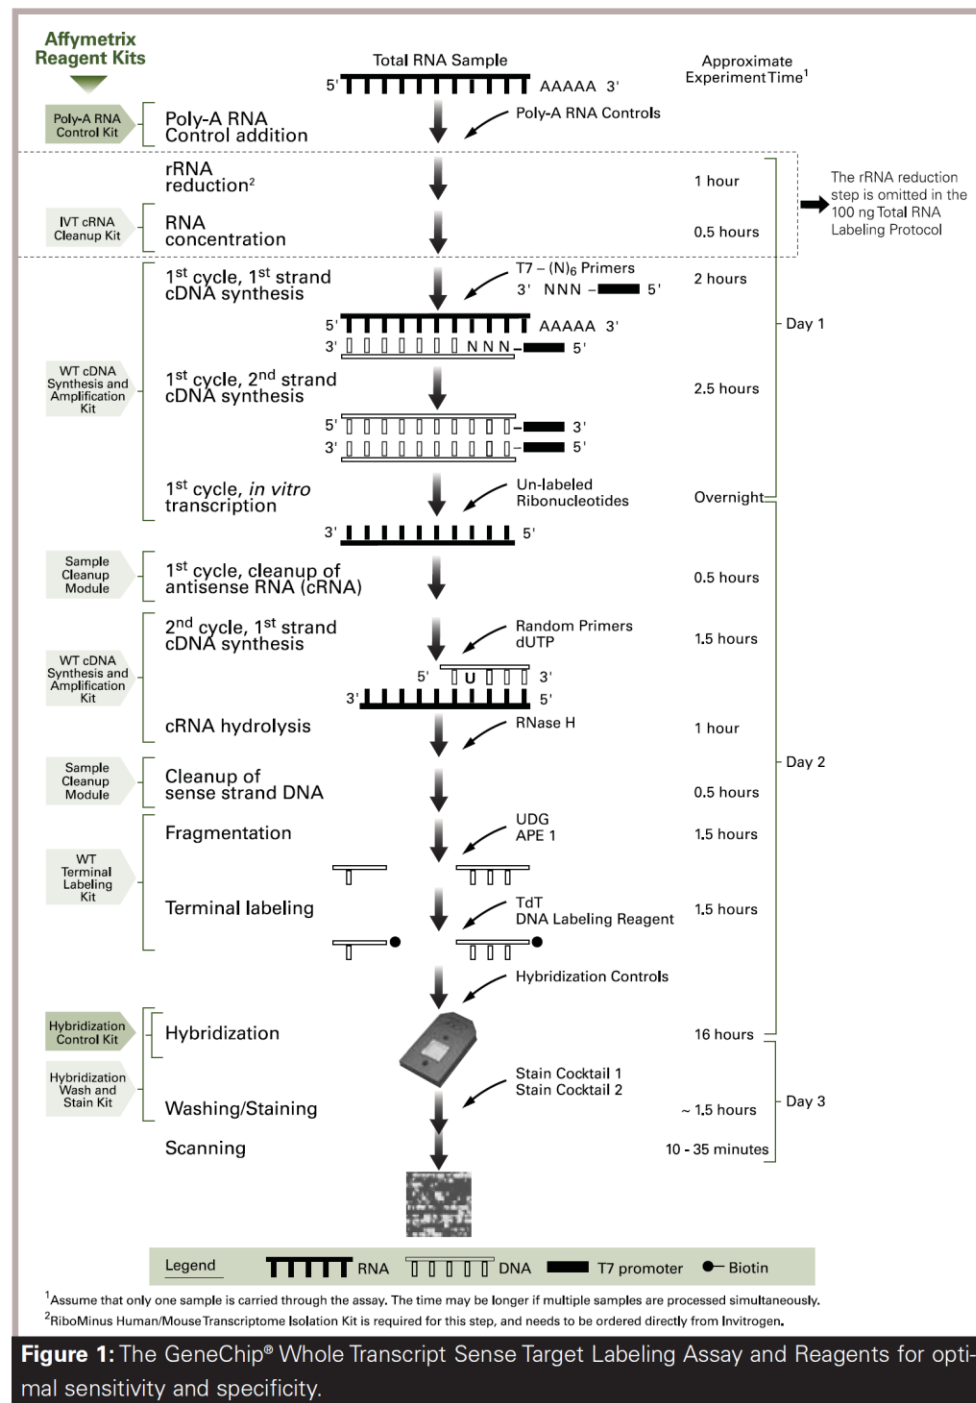 Affymetrix
Reagent Kits
Total RNA Sample
Approximate
Experiment Time¹
5' AAAAA 3'
Poly-A RNA
Control Kit
Poly-A RNA
Control addition
Poly-A RNA Controls
rRNA
reduction²
1 hour
The rRNA reduction
step is omitted in the
100 ng Total RNA
Labeling Protocol
IVT cRNA
Cleanup Kit
RNA
concentration
0.5 hours
1st cycle, 1st strand
cDNA synthesis
T7 – (N)₆ Primers
3' NNN – 5'
2 hours
Day 1
5' AAAAA 3'
3' N N N – 5'
WT cDNA
Synthesis and
Amplification
Kit
1st cycle, 2nd strand
cDNA synthesis
2.5 hours
5' – 3'
3' – 5'
1st cycle, in vitro
transcription
Un-labeled
Ribonucleotides
Overnight
3' 5'
Sample
Cleanup
Module
1st cycle, cleanup of
antisense RNA (cRNA)
0.5 hours
2nd cycle, 1st strand
cDNA synthesis
Random Primers
dUTP
1.5 hours
WT cDNA
Synthesis and
Amplification
Kit
5' U 3'
3' 5'
cRNA hydrolysis
RNase H
1 hour
Day 2
Sample
Cleanup
Module
Cleanup of
sense strand DNA
0.5 hours
Fragmentation
UDG
APE 1
1.5 hours
WT
Terminal
Labeling
Kit
Terminal labeling
TdT
DNA Labeling Reagent
1.5 hours
Hybridization Controls
Hybridization
Control Kit
Hybridization
16 hours
Hybridization
Wash and
Stain Kit
Stain Cocktail 1
Stain Cocktail 2
Washing/Staining
~ 1.5 hours
Day 3
Scanning
10 - 35 minutes
Legend RNA DNA T7 promoter Biotin
¹Assume that only one sample is carried through the assay. The time may be longer if multiple samples are processed simultaneously.
²RiboMinus Human/Mouse Transcriptome Isolation Kit is required for this step, and needs to be ordered directly from Invitrogen.
Figure 1: The GeneChip® Whole Transcript Sense Target Labeling Assay and Reagents for opti-
mal sensitivity and specificity.